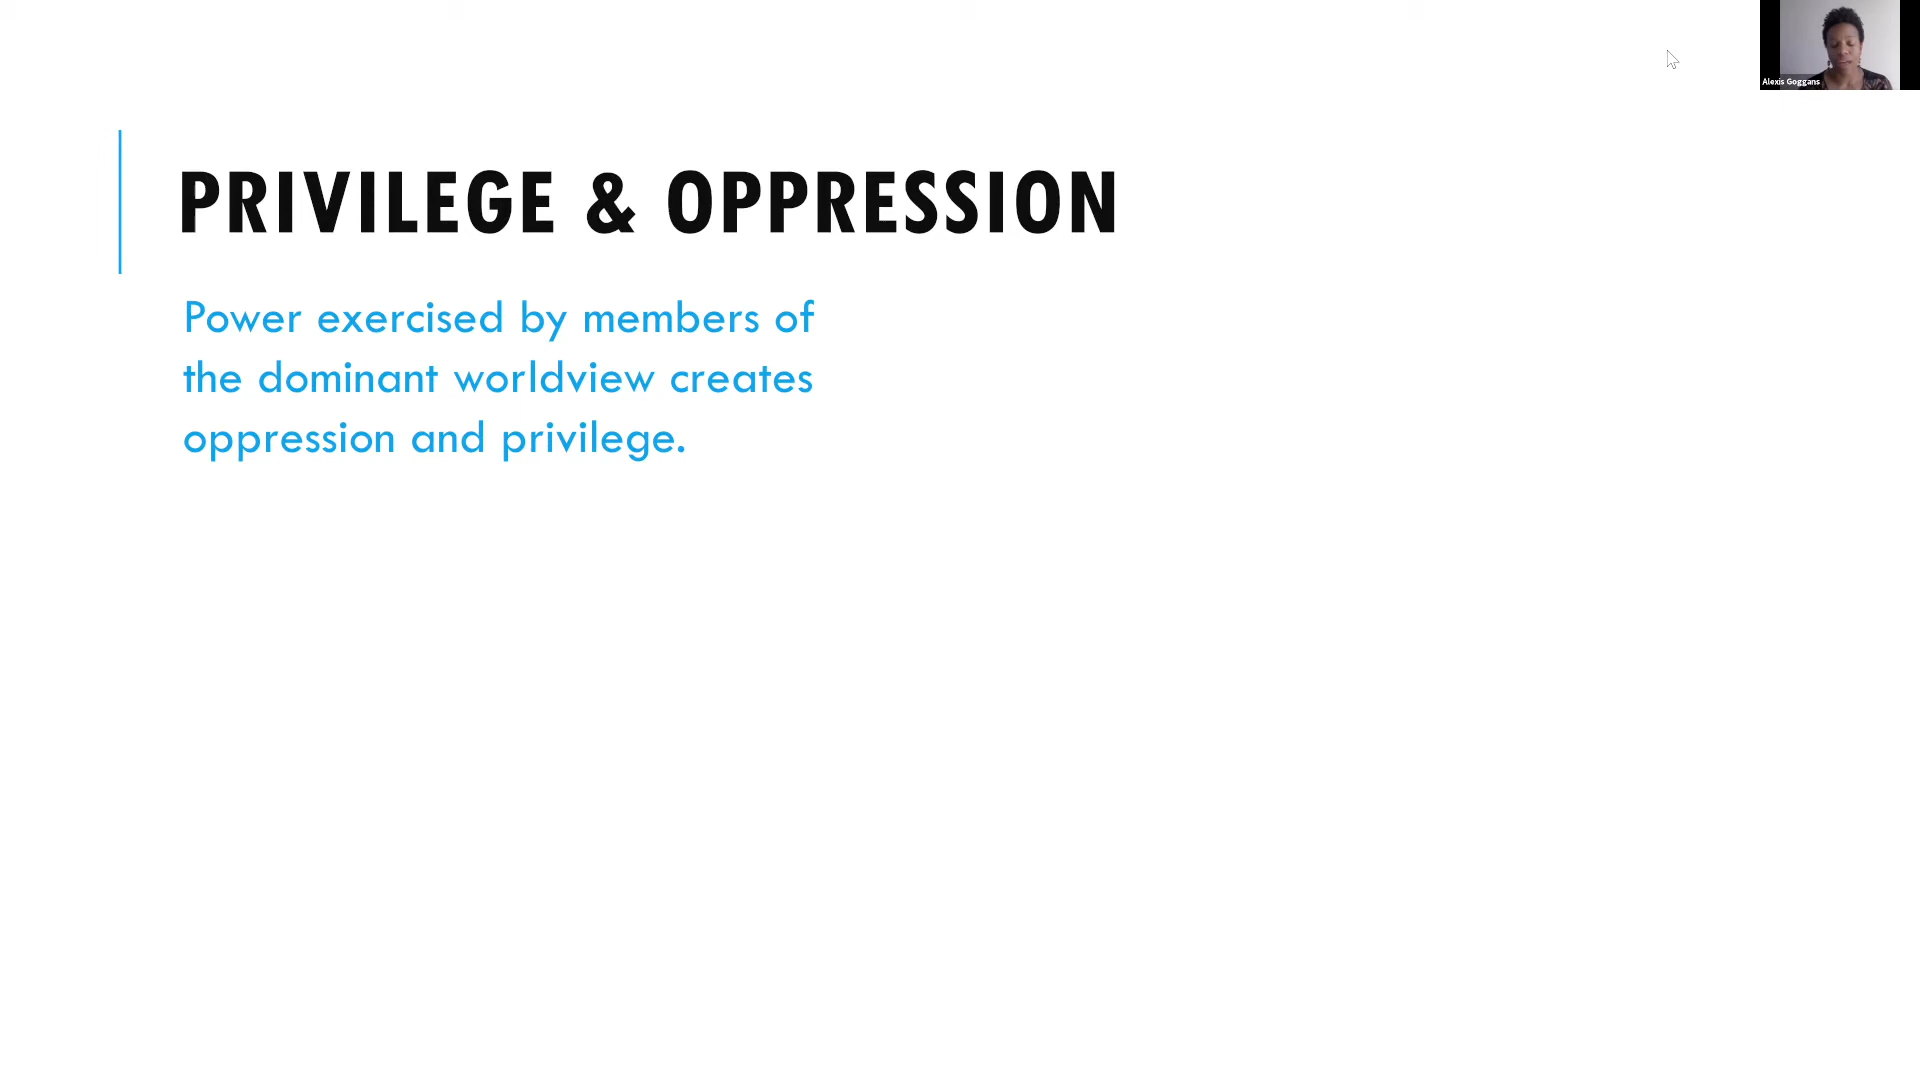 Alexis Goggans
PRIVILEGE & OPPRESSION
Power exercised by members of
the dominant worldview creates
oppression and privilege.